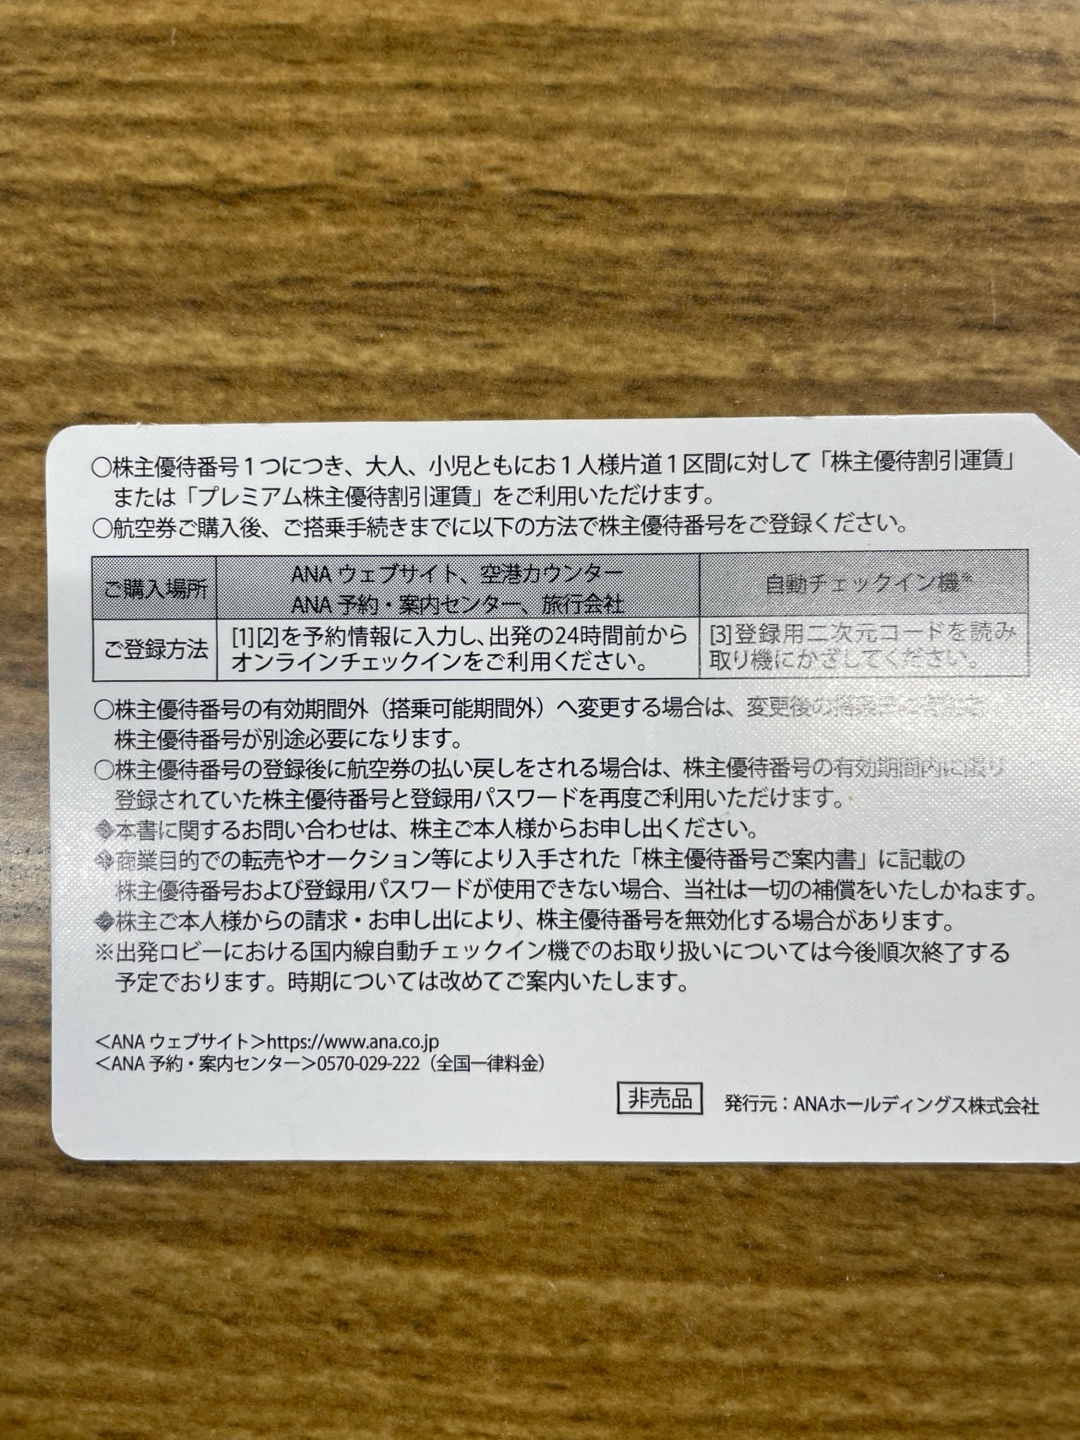 ○株主優待番号1つにつき、大人、小児ともにお1人様片道1区間に対して「株主優待割引運賃」
または「プレミアム株主優待割引運賃」をご利用いただけます。
○航空券ご購入後、ご搭乗手続きまでに以下の方法で株主優待番号をご登録ください。
ご購入場所
ANA ウェブサイト、空港カウンター
ANA 予約・案内センター、旅行会社
自動チェックイン機※
ご登録方法
[1][2]を予約情報に入力し、出発の24時間前から
オンラインチェックインをご利用ください。
[3]登録用二次元コードを読み
取り機にかざしてください。
○株主優待番号の有効期間外（搭乗可能期間外）へ変更する場合は、変更後の
株主優待番号が別途必要になります。
○株主優待番号の登録後に航空券の払い戻しをされる場合は、株主優待番号の有効期間内に限り
登録されていた株主優待番号と登録用パスワードを再度ご利用いただけます。
◆本書に関するお問い合わせは、株主ご本人様からお申し出ください。
◆商業目的での転売やオークション等により入手された「株主優待番号ご案内書」に記載の
株主優待番号および登録用パスワードが使用できない場合、当社は一切の補償をいたしかねます。
◆株主ご本人様からの請求・お申し出により、株主優待番号を無効化する場合があります。
※出発ロビーにおける国内線自動チェックイン機でのお取り扱いについては今後順次終了する
予定でおります。時期については改めてご案内いたします。
＜ANA ウェブサイト＞https://www.ana.co.jp
＜ANA 予約・案内センター＞0570-029-222（全国一律料金）
非売品
発行元：ANAホールディングス株式会社